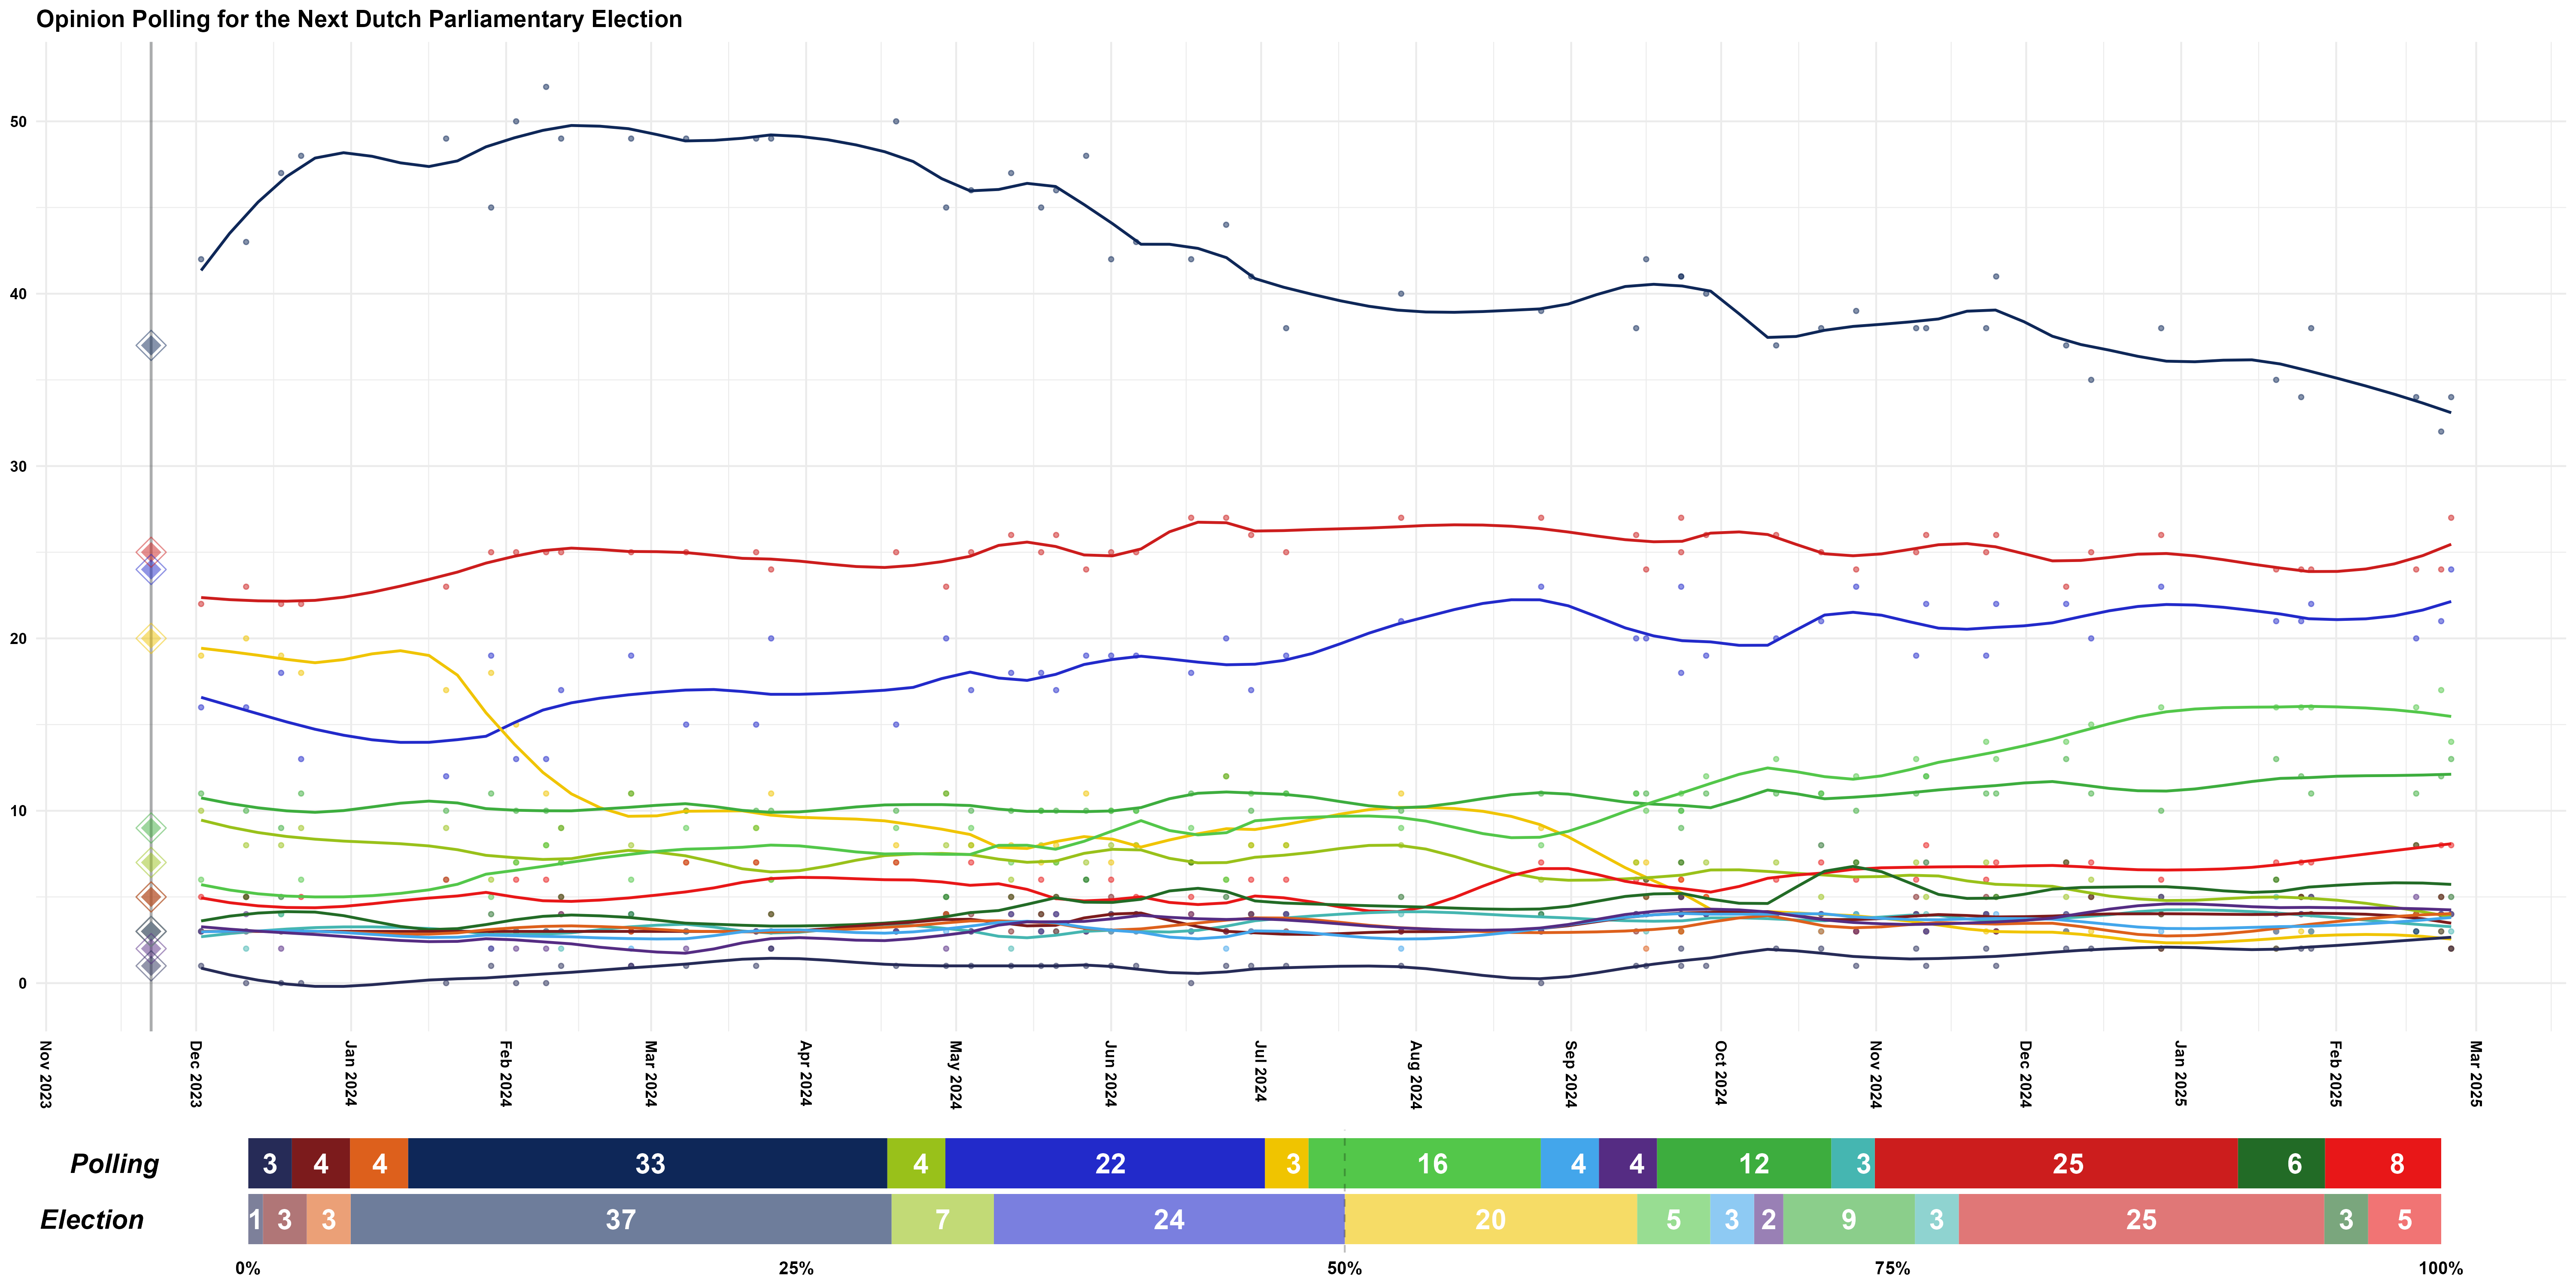 Opinion Polling for the Next Dutch Parliamentary Election
50
40
30
20
10
0
Nov 2023
Dec 2023
Jan 2024
Feb 2024
Mar 2024
Apr 2024
May 2024
Jun 2024
Jul 2024
Aug 2024
Sep 2024
Oct 2024
Nov 2024
Dec 2024
Jan 2025
Feb 2025
Mar 2025
Polling 3 4 4 33 4 22 3 16 4 4 12 3 25 6 8
Election 1 3 3 37 7 24 20 5 3 2 9 3 25 3 5
0% 25% 50% 75% 100%